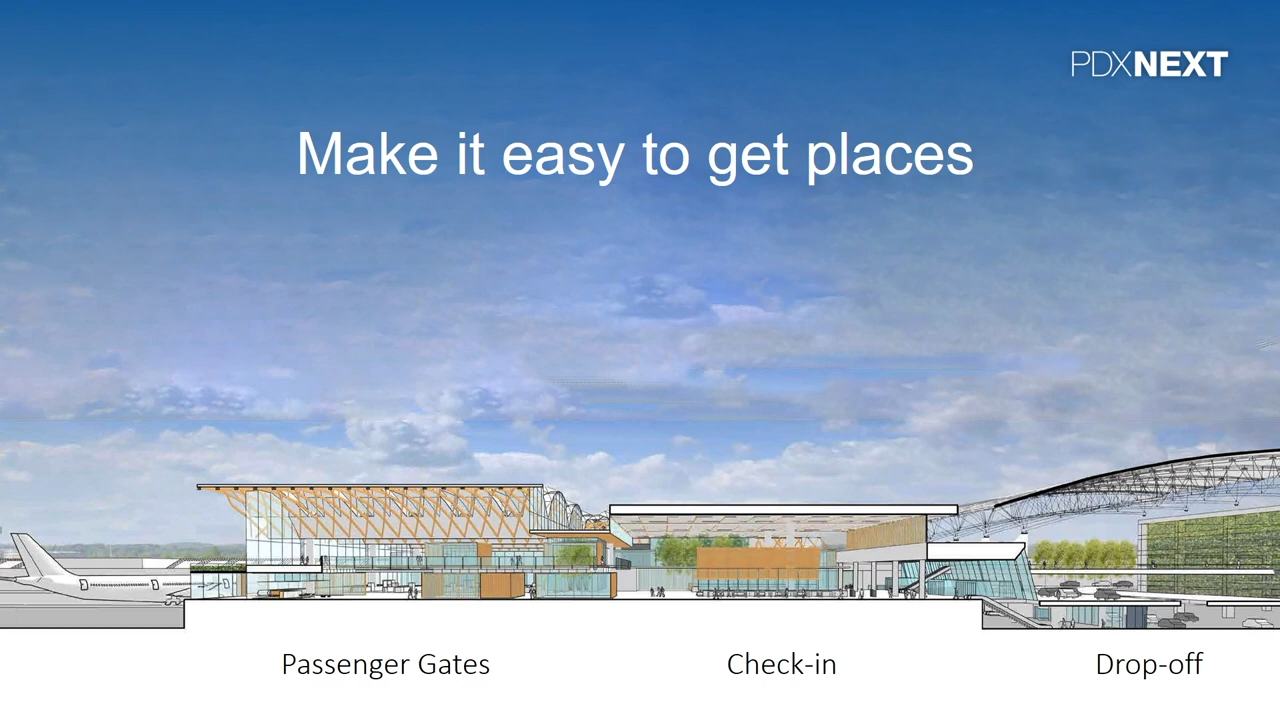 PDXNEXT
Make it easy to get places
Passenger Gates
Check-in
Drop-off